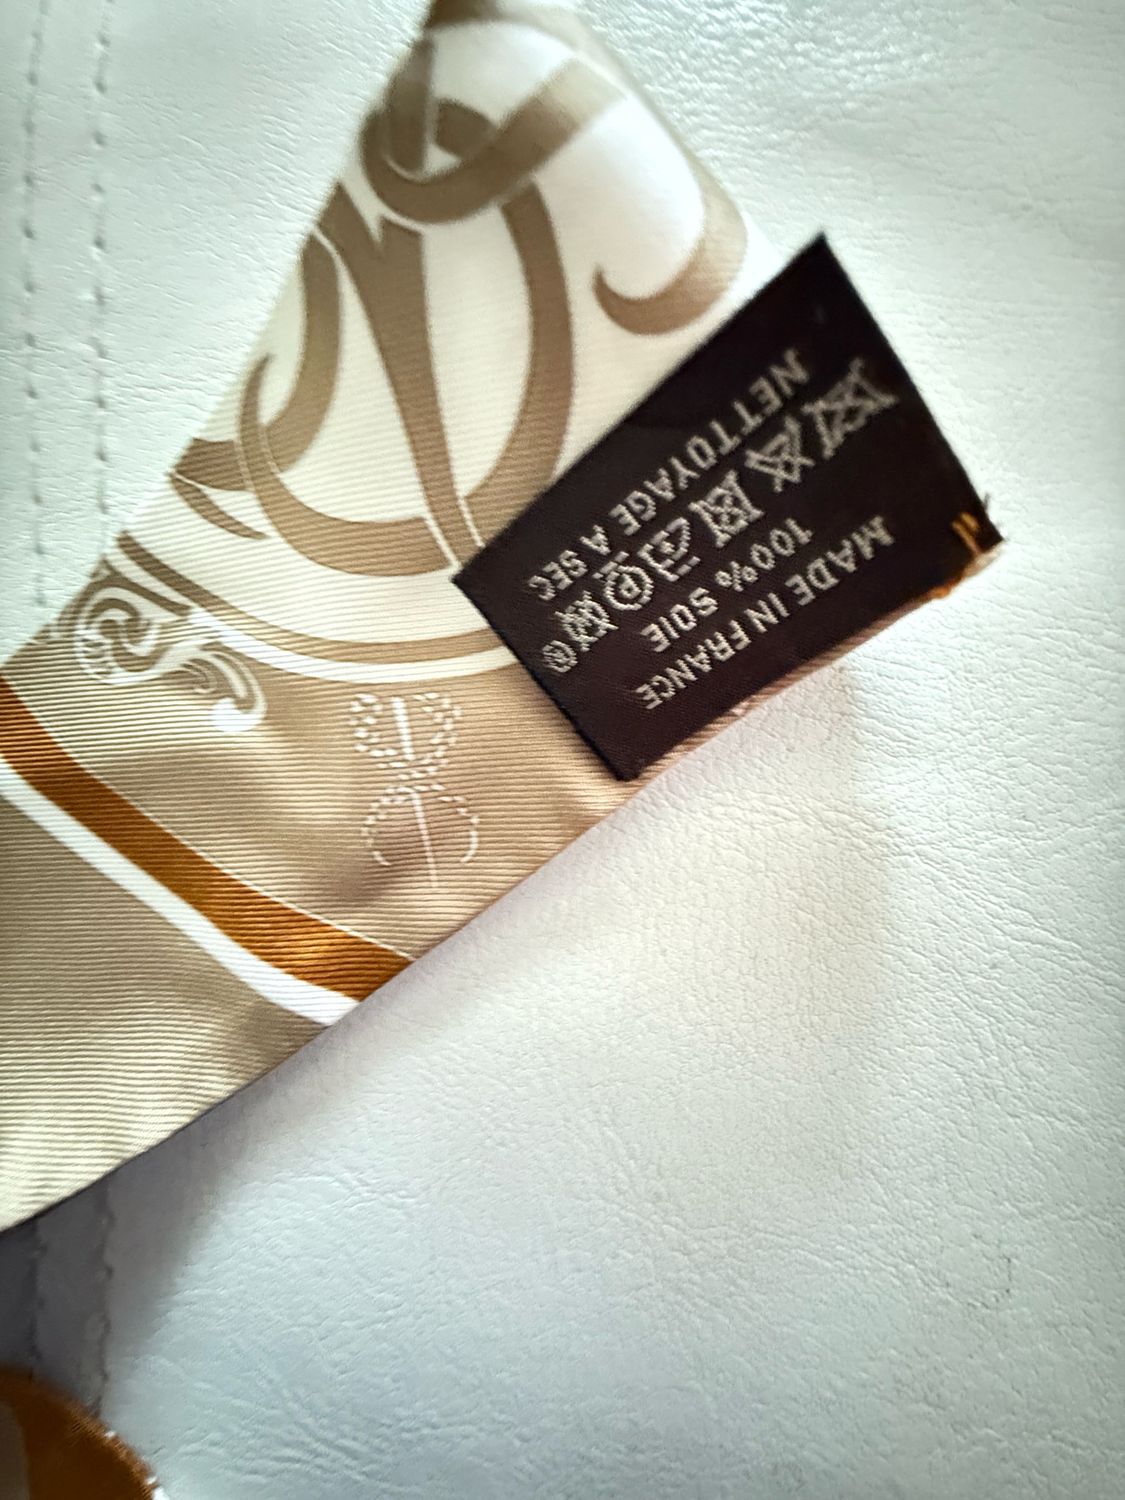 MADE IN FRANCE
100% SOIE
NETTOYAGE A SEC